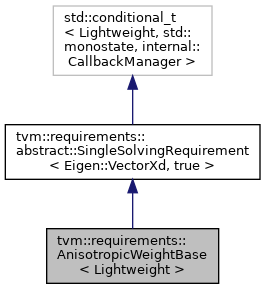 std::conditional_t
< Lightweight, std::
monostate, internal::
CallbackManager >
tvm::requirements::
abstract::SingleSolvingRequirement
< Eigen::VectorXd, true >
tvm::requirements::
AnisotropicWeightBase
< Lightweight >